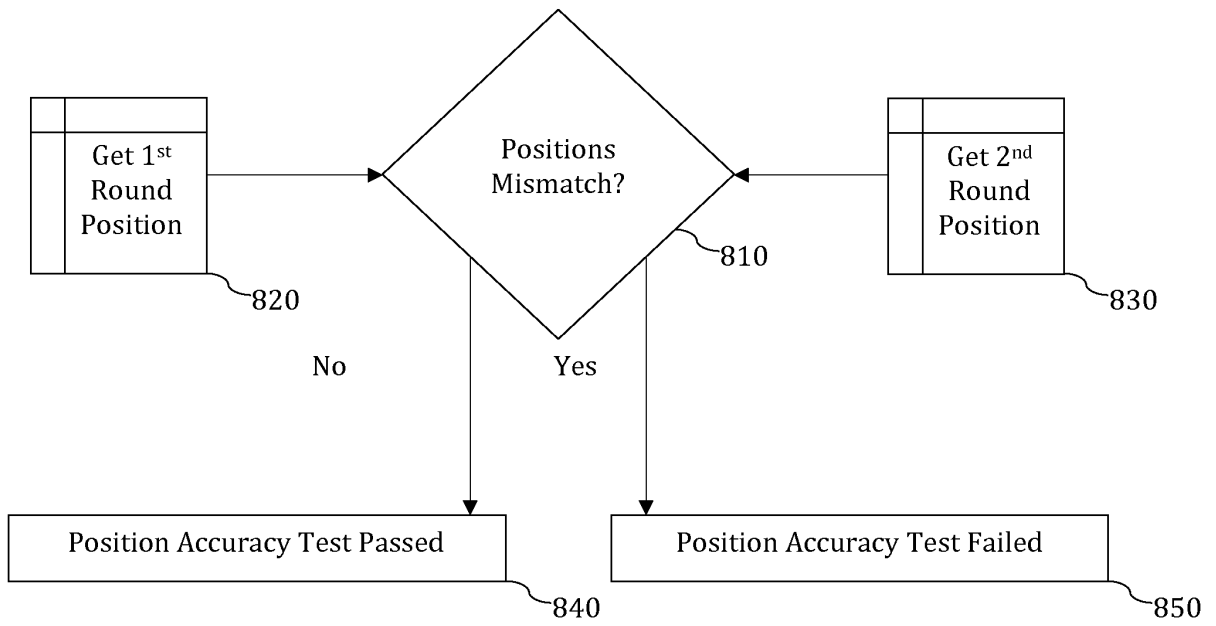 Get 1st
Round
Position
820
Positions
Mismatch?
810
Get 2nd
Round
Position
830
No
Yes
Position Accuracy Test Passed
840
Position Accuracy Test Failed
850